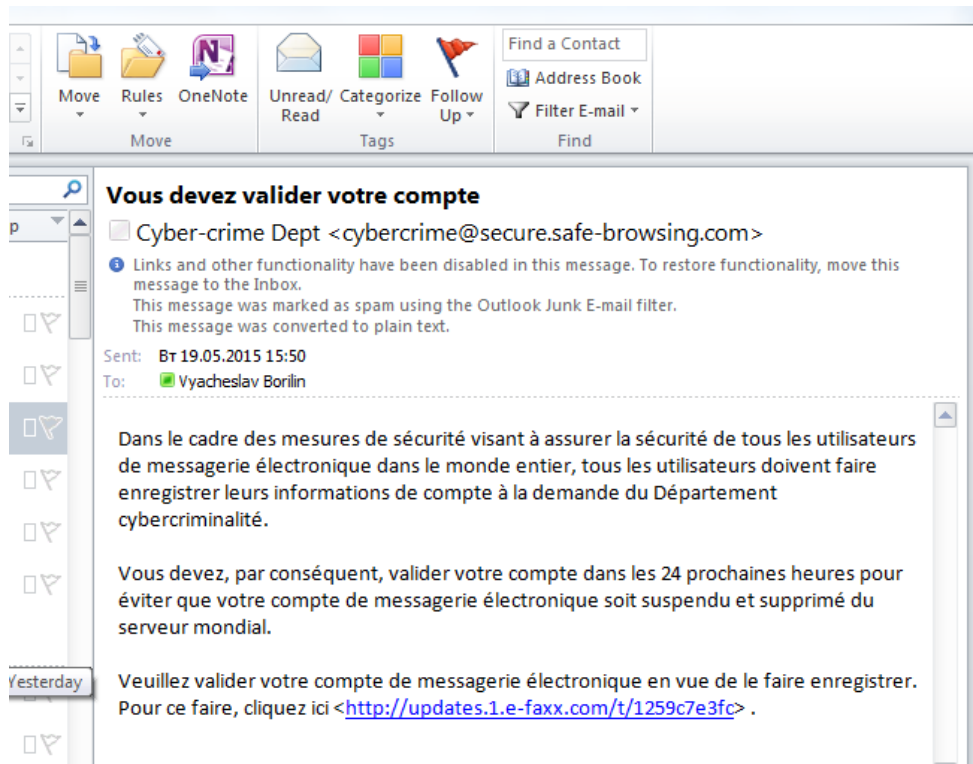 Find a Contact
Address Book
Move Rules OneNote Unread/ Categorize Follow Filter E-mail
Read Up
Move Tags Find
p
Vous devez valider votre compte
Cyber-crime Dept <cybercrime@secure.safe-browsing.com>
Links and other functionality have been disabled in this message. To restore functionality, move this
message to the Inbox.
This message was marked as spam using the Outlook Junk E-mail filter.
This message was converted to plain text.
Sent: Вт 19.05.2015 15:50
To: Vyacheslav Borilin
Dans le cadre des mesures de sécurité visant à assurer la sécurité de tous les utilisateurs
de messagerie électronique dans le monde entier, tous les utilisateurs doivent faire
enregistrer leurs informations de compte à la demande du Département
cybercriminalité.
Vous devez, par conséquent, valider votre compte dans les 24 prochaines heures pour
éviter que votre compte de messagerie électronique soit suspendu et supprimé du
serveur mondial.
Yesterday
Veuillez valider votre compte de messagerie électronique en vue de le faire enregistrer.
Pour ce faire, cliquez ici <http://updates.1.e-faxx.com/t/1259c7e3fc> .